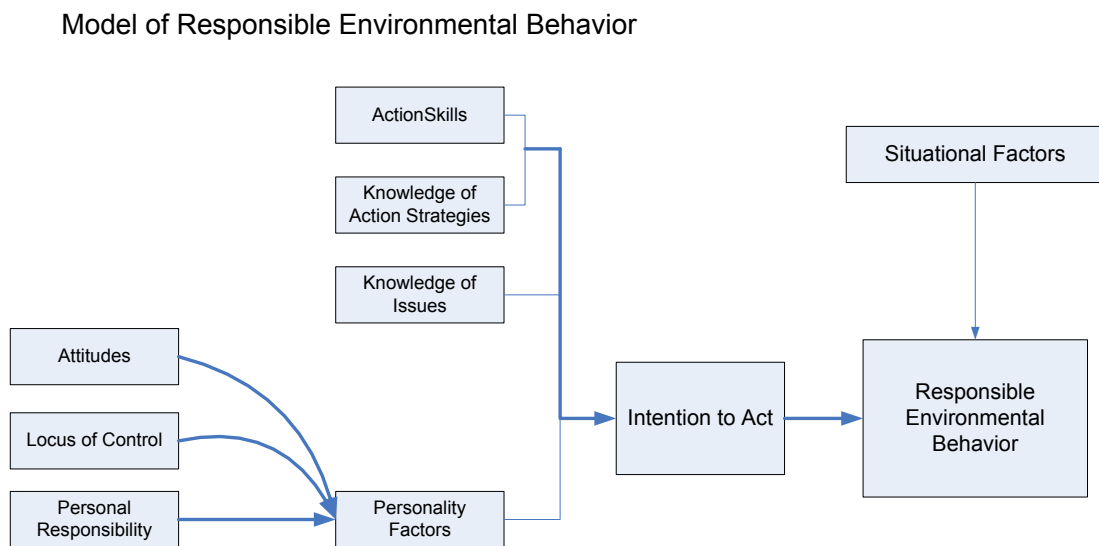 Model of Responsible Environmental Behavior
ActionSkills
Situational Factors
Knowledge of
Action Strategies
Knowledge of
Issues
Attitudes
Locus of Control
Personal
Responsibility
Personality
Factors
Intention to Act
Responsible
Environmental
Behavior